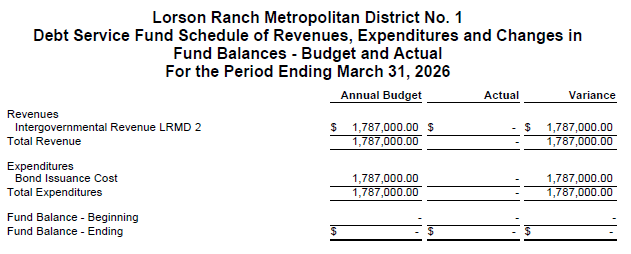 Lorson Ranch Metropolitan District No. 1
Debt Service Fund Schedule of Revenues, Expenditures and Changes in
Fund Balances - Budget and Actual
For the Period Ending March 31, 2026
Annual Budget Actual Variance
Revenues
Intergovernmental Revenue LRMD 2 $ 1,787,000.00 $ - $ 1,787,000.00
Total Revenue 1,787,000.00 - 1,787,000.00
Expenditures
Bond Issuance Cost 1,787,000.00 - 1,787,000.00
Total Expenditures 1,787,000.00 - 1,787,000.00
Fund Balance - Beginning - - -
Fund Balance - Ending $ - $ - $ -